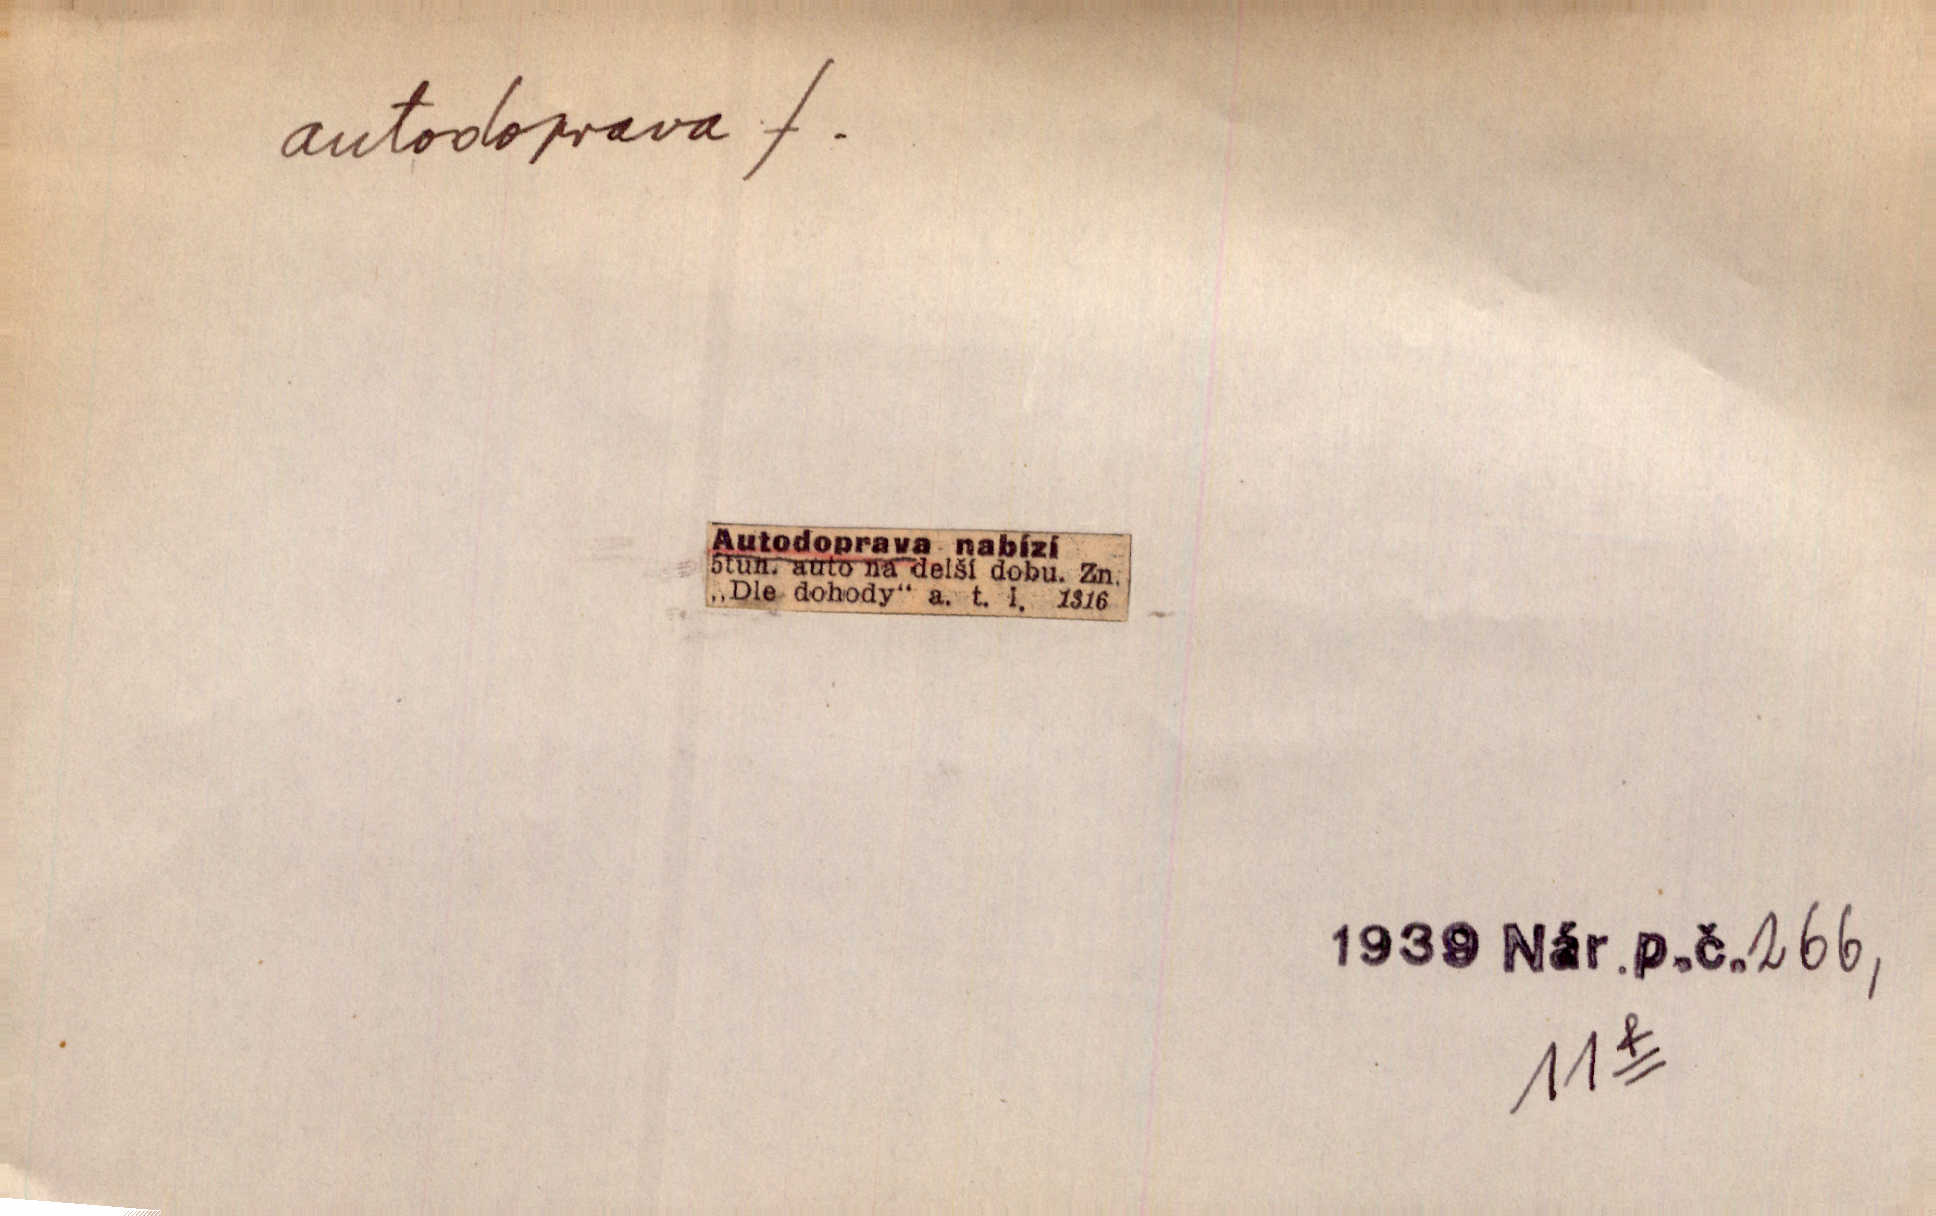 autodoprava f.
Autodoprava nabízí
5tun. auto na delší dobu. Zn.
„Dle dohody“ a. t. l. 1316
1939 Nár. p.č. 266,
11